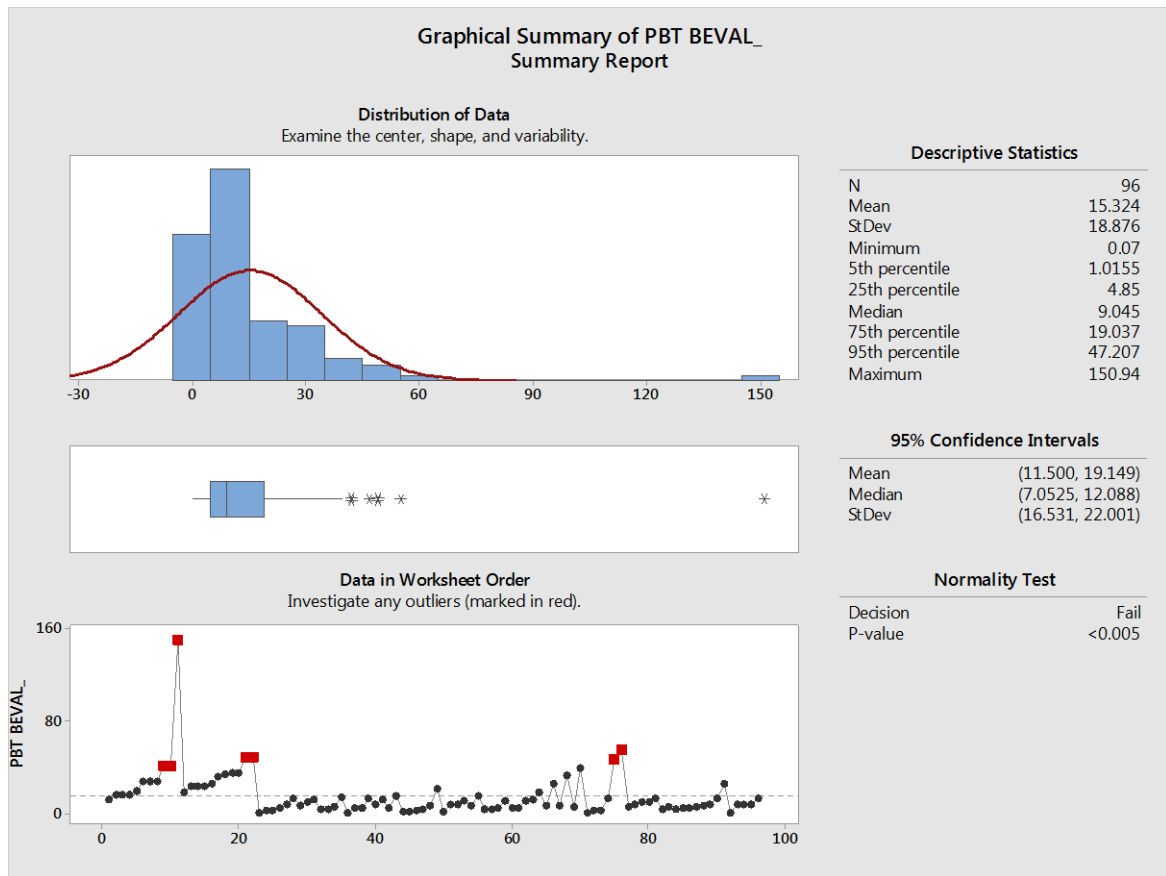 Graphical Summary of PBT BEVAL_
Summary Report
Distribution of Data
Examine the center, shape, and variability.
-30 0 30 60 90 120 150
Descriptive Statistics
N 96
Mean 15.324
StDev 18.876
Minimum 0.07
5th percentile 1.0155
25th percentile 4.85
Median 9.045
75th percentile 19.037
95th percentile 47.207
Maximum 150.94
95% Confidence Intervals
Mean (11.500, 19.149)
Median (7.0525, 12.088)
StDev (16.531, 22.001)
Data in Worksheet Order
Investigate any outliers (marked in red).
PBT BEVAL_
160
80
0
0 20 40 60 80 100
Normality Test
Decision Fail
P-value <0.005